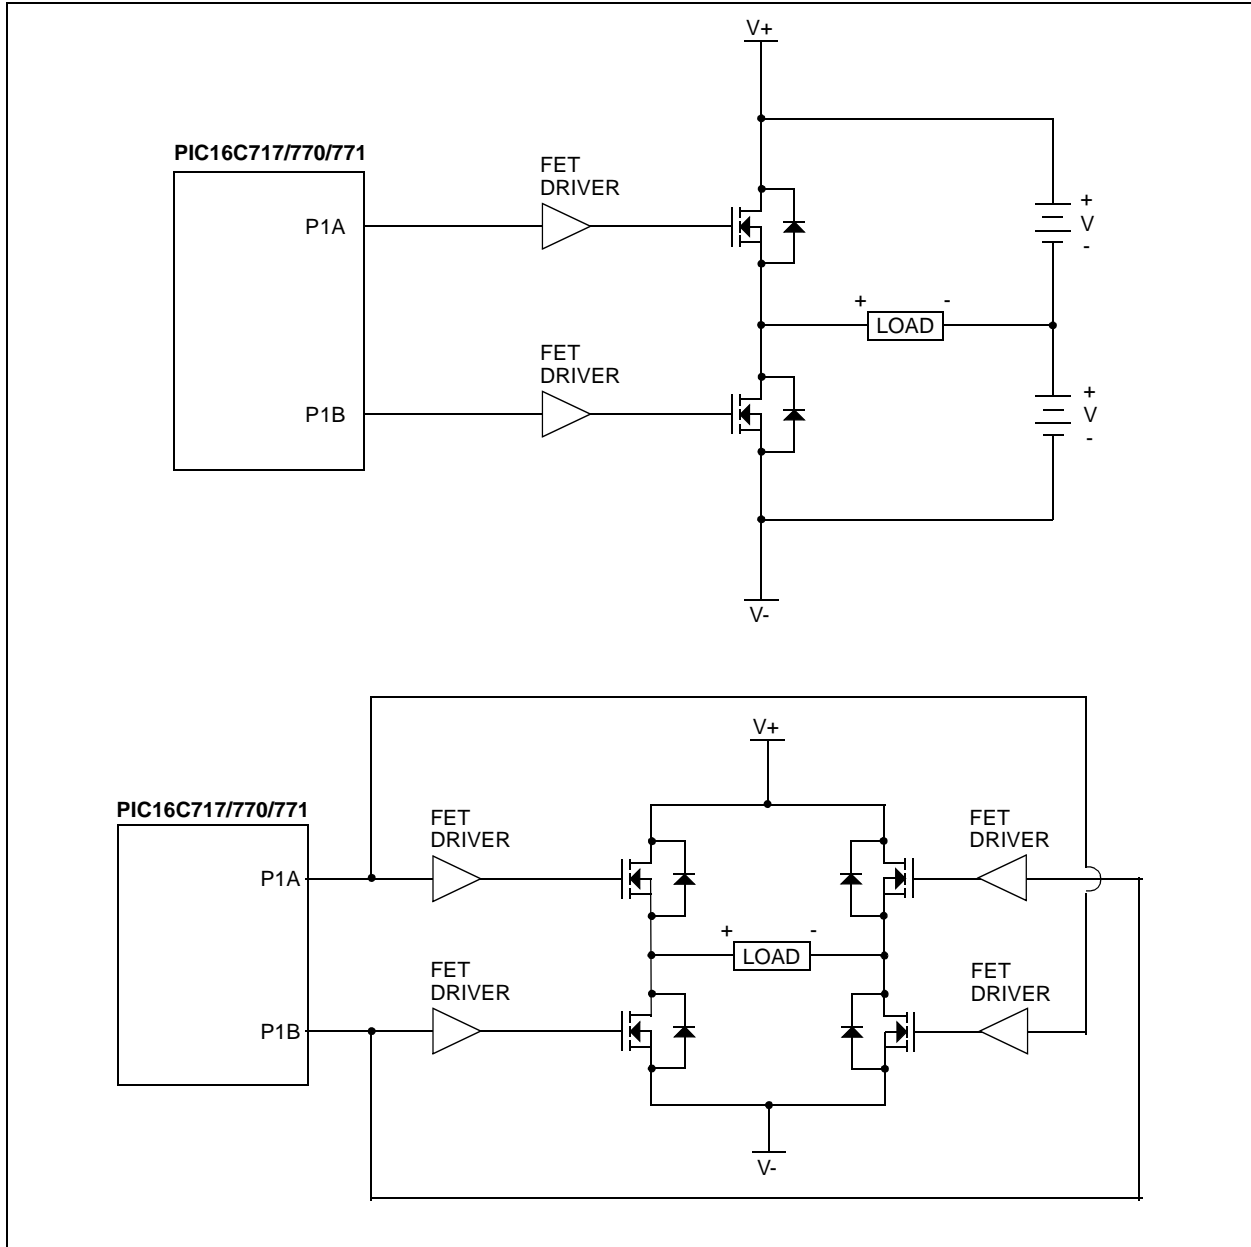 V+
PIC16C717/770/771
FET
DRIVER
P1A
+
V
-
+ -
LOAD
FET
DRIVER
P1B
+
V
-
V-
V+
PIC16C717/770/771
FET
DRIVER
FET
DRIVER
P1A
+ -
LOAD
FET
DRIVER
FET
DRIVER
P1B
V-